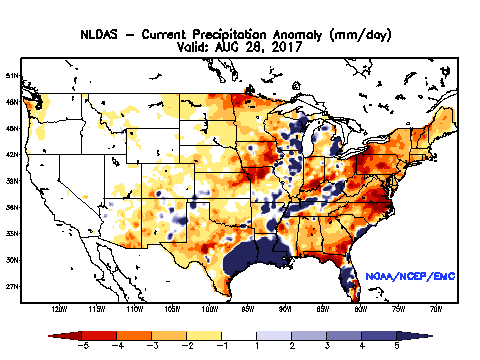 NLDAS - Current Precipitation Anomaly (mm/day)
Valid: AUG 28, 2017
51N
48N
45N
42N
39N
36N
33N
30N
27N
NOAA/NCEP/EMC
120W 115W 110W 105W 100W 95W 90W 85W 80W 75W 70W
-5 -4 -3 -2 -1 1 2 3 4 5